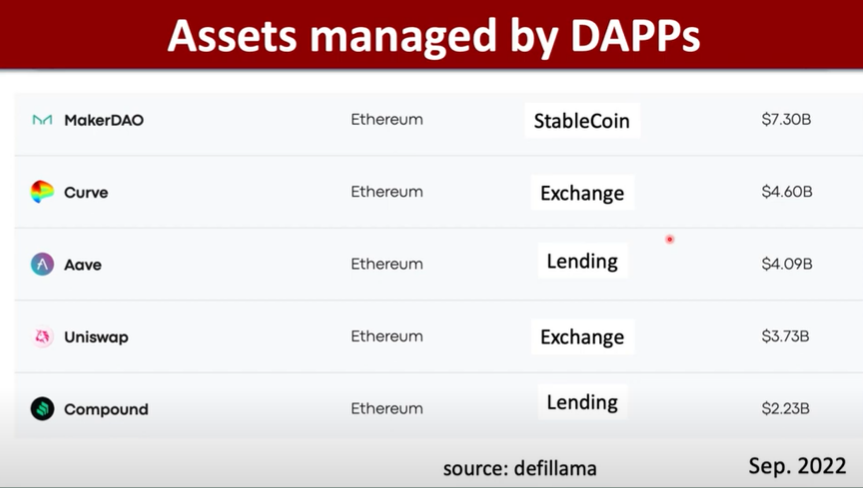 Assets managed by DAPPs
MakerDAO Ethereum StableCoin $7.30B
Curve Ethereum Exchange $4.60B
Aave Ethereum Lending $4.09B
Uniswap Ethereum Exchange $3.73B
Compound Ethereum Lending $2.23B
source: defillama Sep. 2022